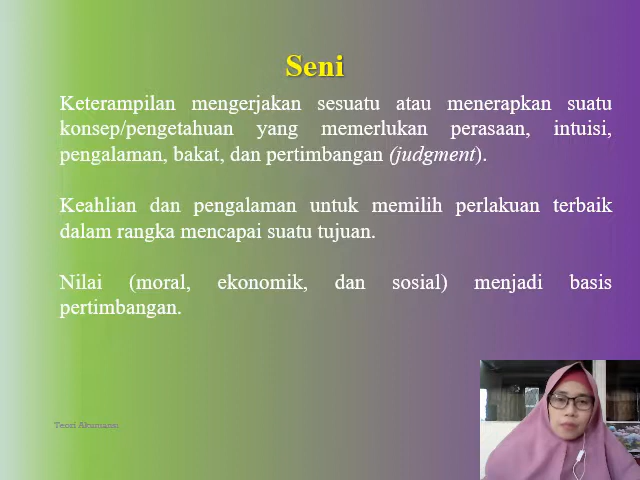 Seni
Keterampilan mengerjakan sesuatu atau menerapkan suatu
konsep/pengetahuan yang memerlukan perasaan, intuisi,
pengalaman, bakat, dan pertimbangan (judgment).
Keahlian dan pengalaman untuk memilih perlakuan terbaik
dalam rangka mencapai suatu tujuan.
Nilai (moral, ekonomik, dan sosial) menjadi basis
pertimbangan.
Teori Akuntansi